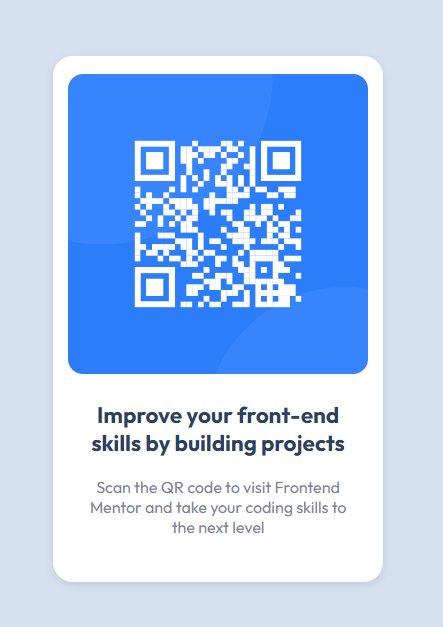 Improve your front-end
skills by building projects
Scan the QR code to visit Frontend
Mentor and take your coding skills to
the next level